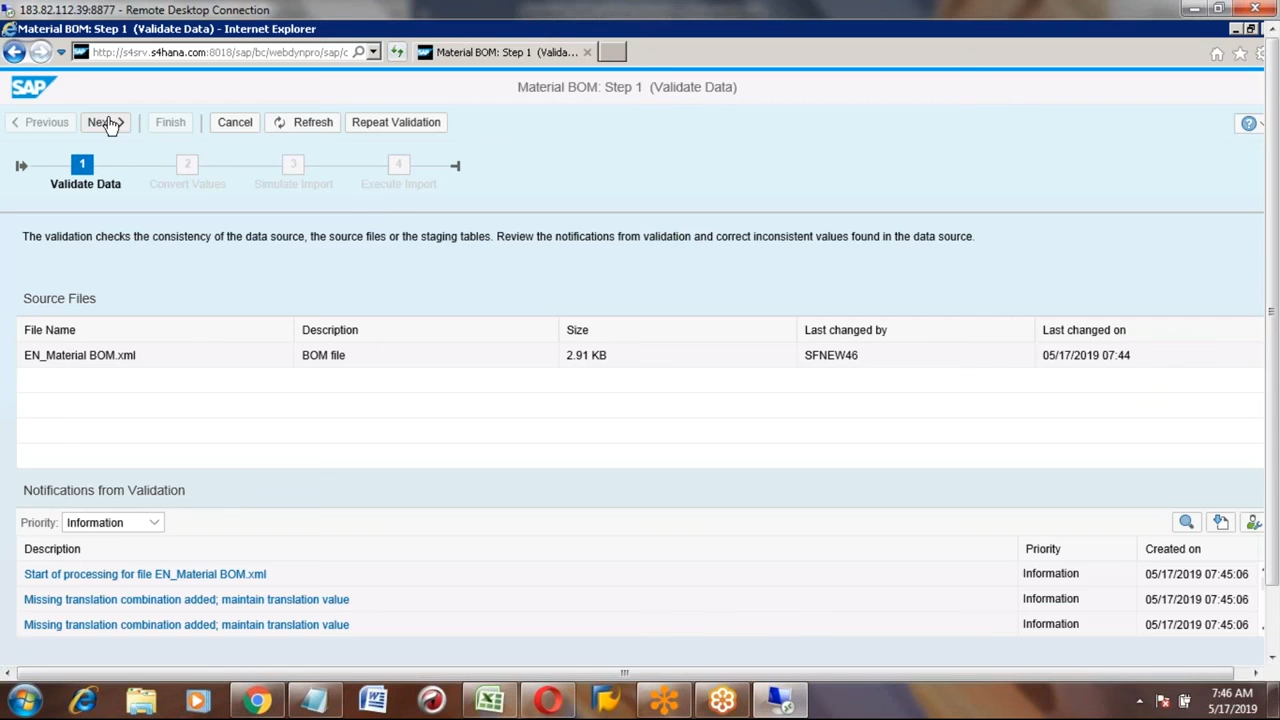 183.82.112.39:8877 - Remote Desktop Connection
Material BOM: Step 1 (Validate Data) - Internet Explorer
http://s4srv.s4hana.com:8018/sap/bc/webdynpro/sap/c
Material BOM: Step 1 (Valida...
SAP
Material BOM: Step 1 (Validate Data)
Previous
Finish
Cancel
Refresh
Repeat Validation
1
2
3
4
Validate Data
Convert Values
Simulate Import
Execute Import
The validation checks the consistency of the data source, the source files or the staging tables. Review the notifications from validation and correct inconsistent values found in the data source.
Source Files
File Name Description Size Last changed by Last changed on
EN_Material BOM.xml BOM file 2.91 KB SFNEW46 05/17/2019 07:44
Notifications from Validation
Priority: Information
Description Priority Created on
Start of processing for file EN_Material BOM.xml Information 05/17/2019 07:45:06
Missing translation combination added; maintain translation value Information 05/17/2019 07:45:06
Missing translation combination added; maintain translation value Information 05/17/2019 07:45:06
7:46 AM
5/17/2019